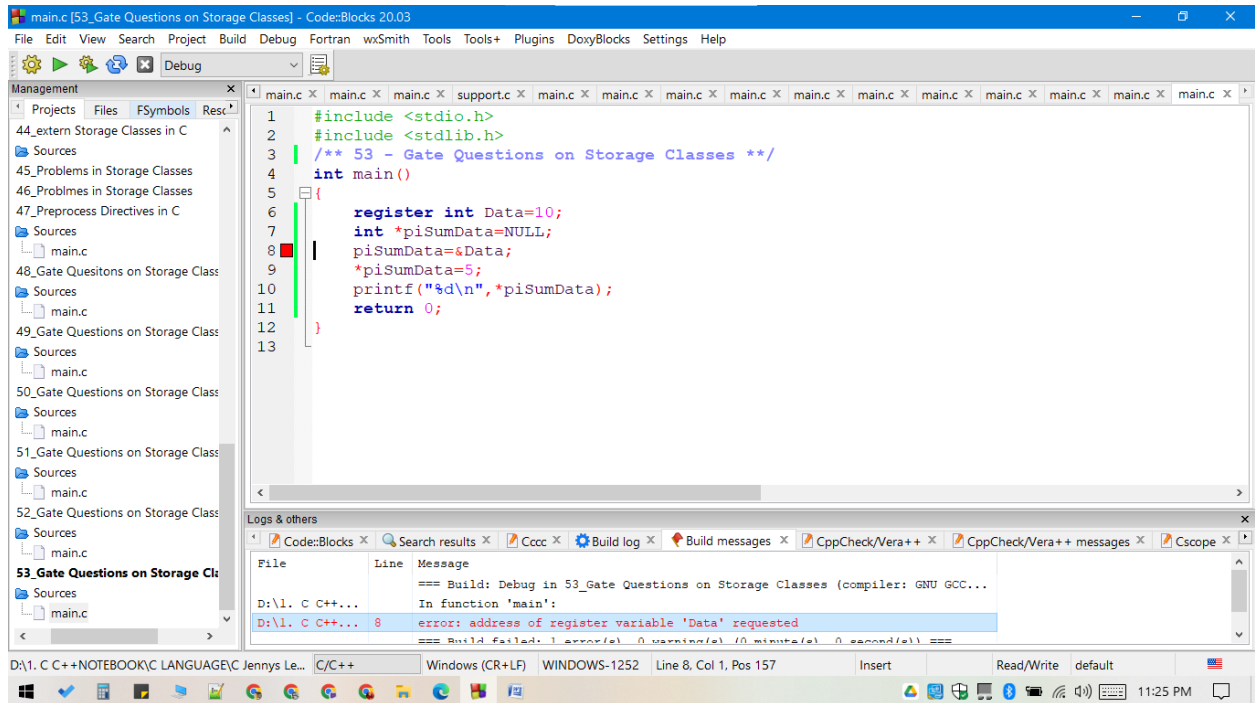 main.c [53_Gate Questions on Storage Classes] - Code::Blocks 20.03
File Edit View Search Project Build Debug Fortran wxSmith Tools Tools+ Plugins DoxyBlocks Settings Help
Debug
Management
Projects Files FSymbols Resc
44_extern Storage Classes in C
Sources
45_Problems in Storage Classes
46_Problmes in Storage Classes
47_Preprocess Directives in C
Sources
main.c
48_Gate Quesitons on Storage Class
Sources
main.c
49_Gate Questions on Storage Class
Sources
main.c
50_Gate Questions on Storage Class
Sources
main.c
51_Gate Questions on Storage Class
Sources
main.c
52_Gate Questions on Storage Class
Sources
main.c
53_Gate Questions on Storage Cla
Sources
main.c
main.c main.c main.c support.c main.c main.c main.c main.c main.c main.c main.c main.c main.c main.c main.c
1 #include <stdio.h>
2 #include <stdlib.h>
3 /** 53 - Gate Questions on Storage Classes **/
4 int main()
5 {
6 register int Data=10;
7 int *piSumData=NULL;
8 piSumData=&Data;
9 *piSumData=5;
10 printf("%d\n",*piSumData);
11 return 0;
12 }
13
Logs & others
Code::Blocks Search results Cccc Build log Build messages CppCheck/Vera++ CppCheck/Vera++ messages Cscope
File Line Message
=== Build: Debug in 53_Gate Questions on Storage Classes (compiler: GNU GCC...
D:\1. C C++... In function 'main':
D:\1. C C++... 8 error: address of register variable 'Data' requested
=== Build failed: 1 error(s), 0 warning(s) (0 minute(s), 0 second(s)) ===
D:\1. C C++NOTEBOOK\C LANGUAGE\C Jennys Le... C/C++ Windows (CR+LF) WINDOWS-1252 Line 8, Col 1, Pos 157 Insert Read/Write default
11:25 PM